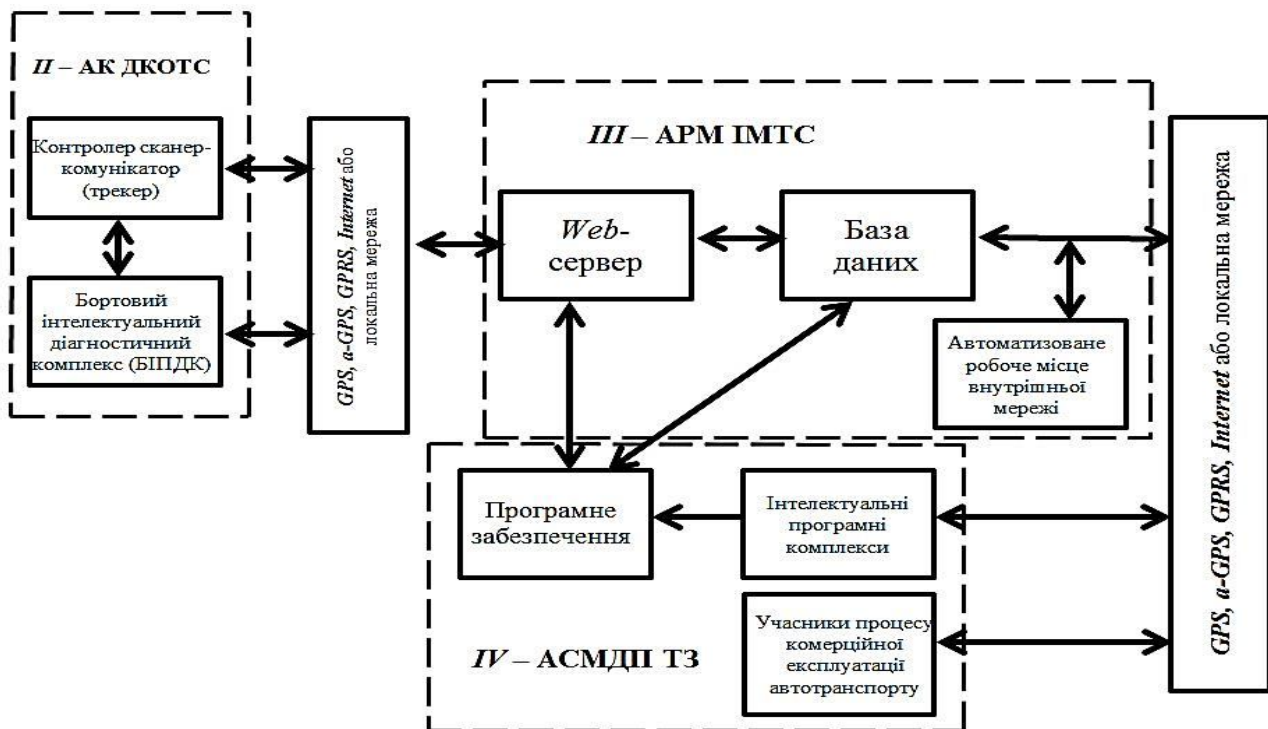 II – АК ДКОТС
Контролер сканер-
комунікатор
(трекер)
Бортовий
інтелектуальний
діагностичний
комплекс (БІПДК)
GPS, a-GPS, GPRS, Internet або
локальна мережа
III – АРМ ІМТС
Web-
сервер
База
даних
Автоматизоване
робоче місце
внутрішньої
мережі
Програмне
забезпечення
Інтелектуальні
програмні
комплекси
Учасники процесу
комерційної
експлуатації
автотранспорту
IV – АСМДП ТЗ
GPS, a-GPS, GPRS, Internet або локальна мережа